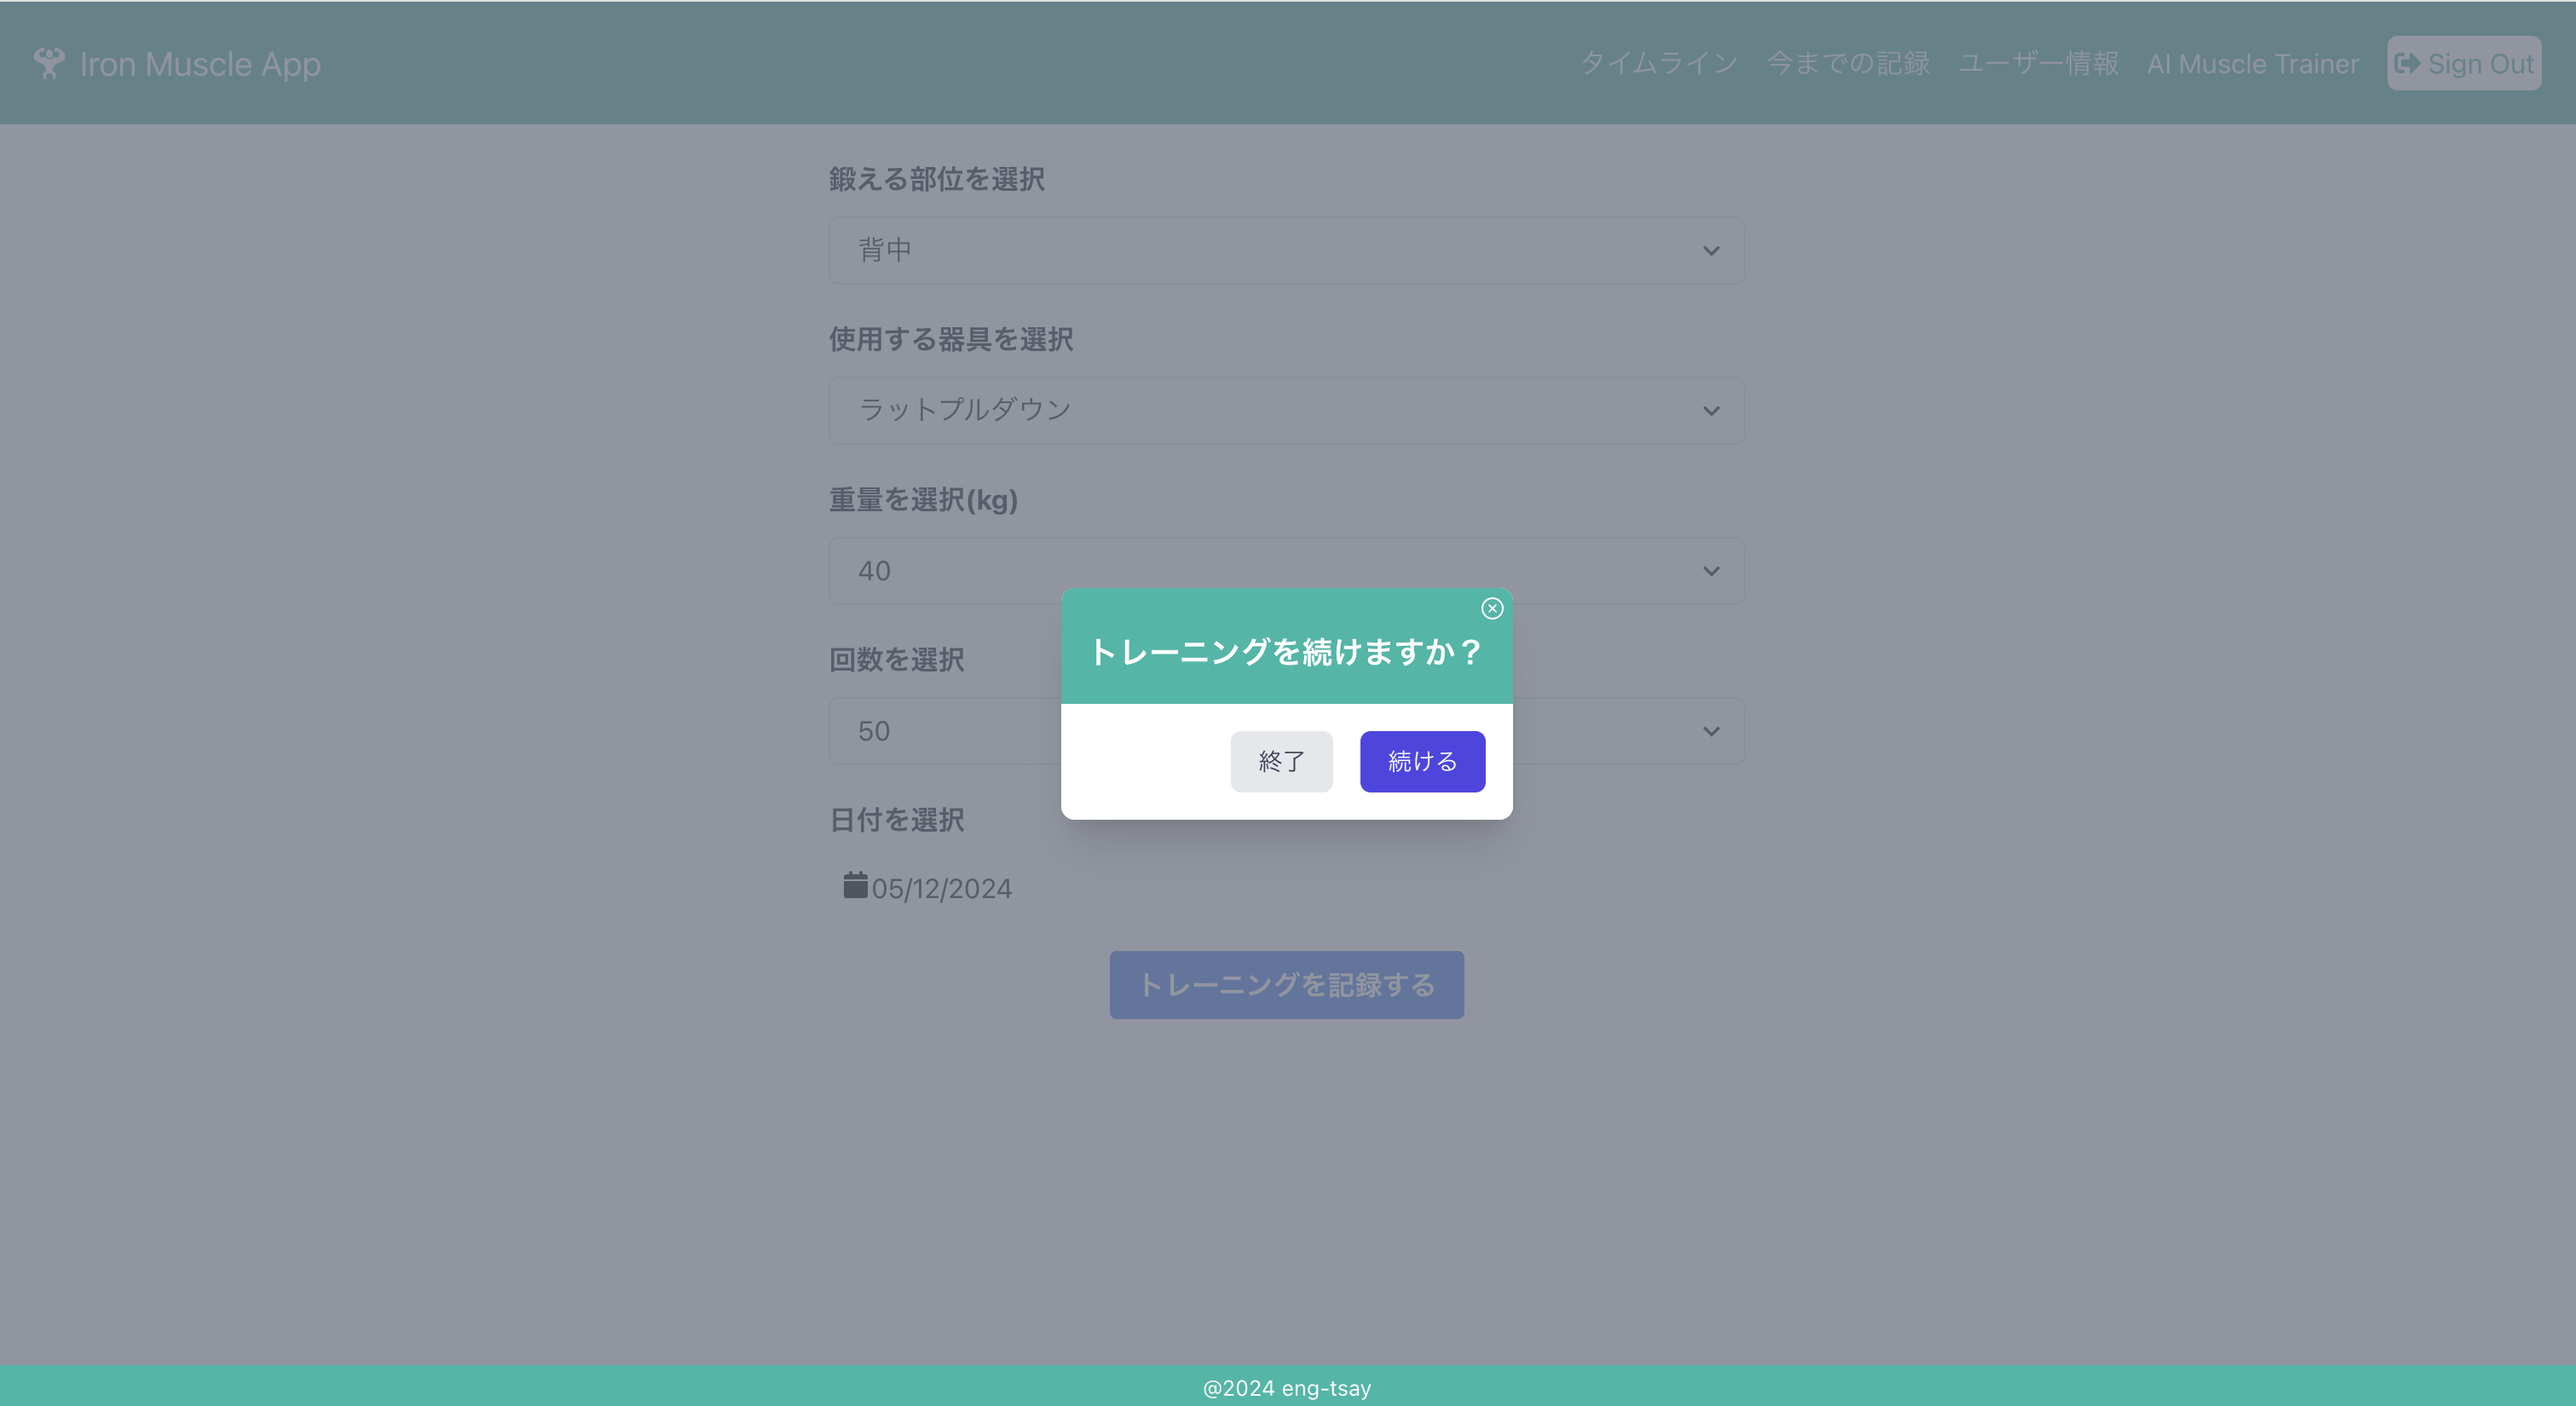 Iron Muscle App
タイムライン 今までの記録 ユーザー情報 AI Muscle Trainer Sign Out
鍛える部位を選択
背中
使用する器具を選択
ラットプルダウン
重量を選択(kg)
40
回数を選択
50
トレーニングを続けますか？
終了 続ける
日付を選択
05/12/2024
トレーニングを記録する
@2024 eng-tsay